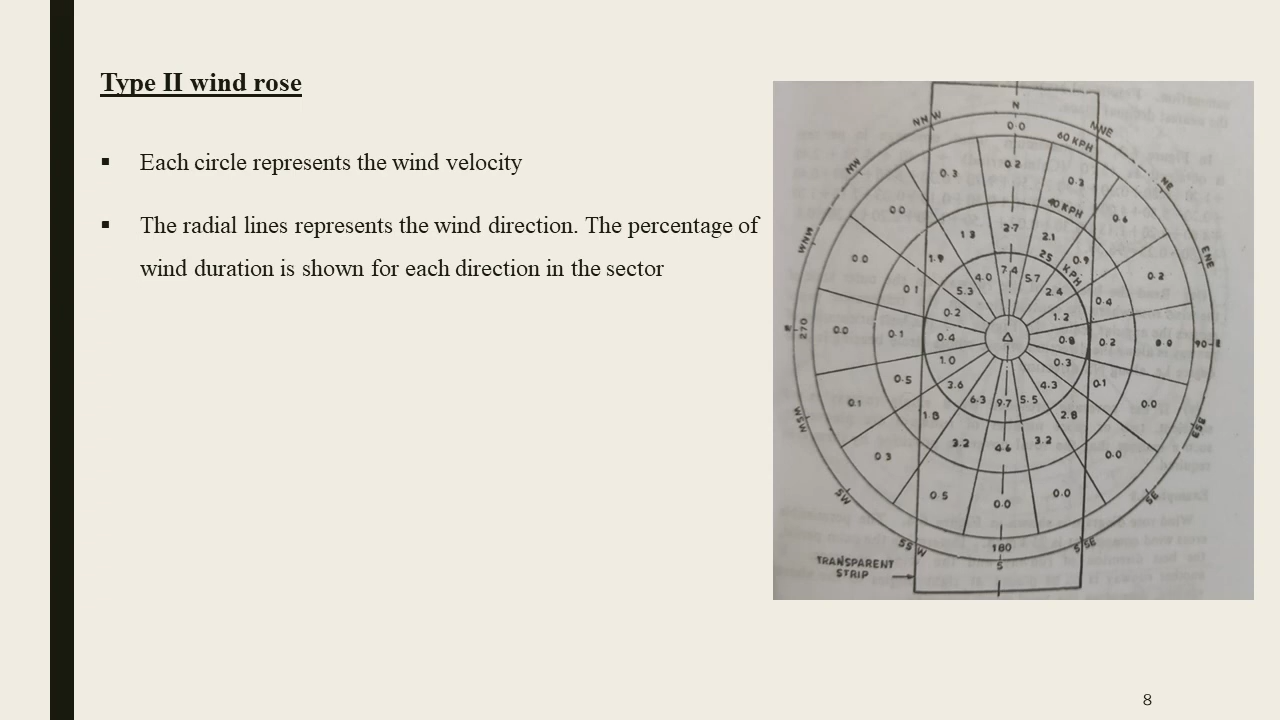 Type II wind rose
▪ Each circle represents the wind velocity
▪ The radial lines represents the wind direction. The percentage of
wind duration is shown for each direction in the sector
N
NNW
NNE
0.0
60 KPH
NW
0.3
0.2
0.3
NE
40 KPH
0.0
0.6
1.3
2.7
2.1
WNW
ENE
0.0
1.9
25 KPH
0.9
0.2
4.0
7.4
5.7
0.1
5.3
2.4
0.4
0.2
1.2
270
0.0
0.1
0.4
0.8
0.2
0.0
90-E
1.0
0.3
0.5
2.6
4.3
0.1
0.1
6.3
9.7
5.5
0.0
WSW
1.8
2.8
3.2
4.6
3.2
0.3
0.0
SW
0.5
0.0
0.0
SE
SSW
180
SSE
S
TRANSPARENT
STRIP
8